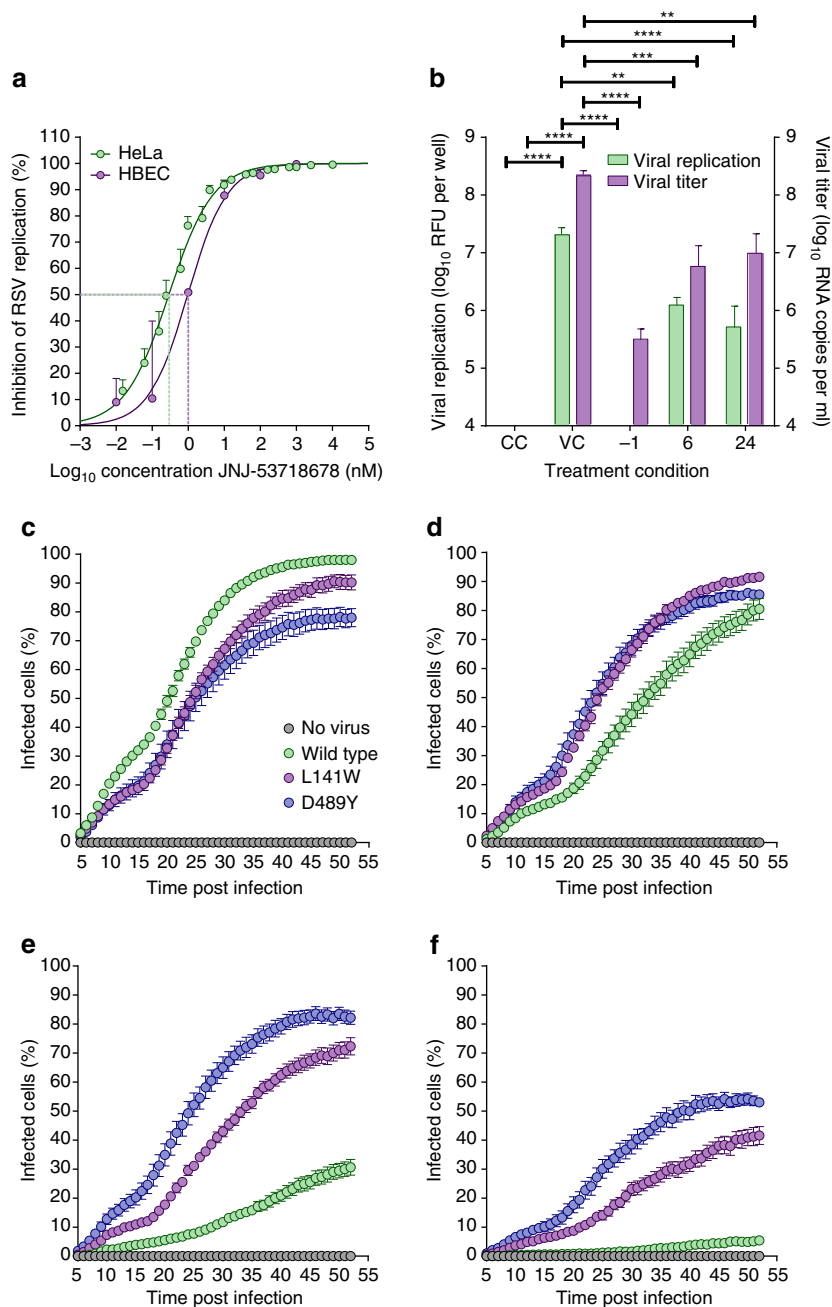 a
110
100
90
80
70
60
50
40
30
20
10
0
Inhibition of RSV replication (%)
HeLa
HBEC
–3 –2 –1 0 1 2 3 4 5
Log10 concentration JNJ-53718678 (nM)
b
**
****
***
**
****
****
****
****
9
8
7
6
5
4
Viral replication (log10 RFU per well)
Viral replication
Viral titer
9
8
7
6
5
4
Viral titer (log10 RNA copies per ml)
CC VC –1 6 24
Treatment condition
c
100
90
80
70
60
50
40
30
20
10
0
Infected cells (%)
No virus
Wild type
L141W
D489Y
5 10 15 20 25 30 35 40 45 50 55
Time post infection
d
100
90
80
70
60
50
40
30
20
10
0
Infected cells (%)
5 10 15 20 25 30 35 40 45 50 55
Time post infection
e
100
90
80
70
60
50
40
30
20
10
0
Infected cells (%)
5 10 15 20 25 30 35 40 45 50 55
Time post infection
f
100
90
80
70
60
50
40
30
20
10
0
Infected cells (%)
5 10 15 20 25 30 35 40 45 50 55
Time post infection